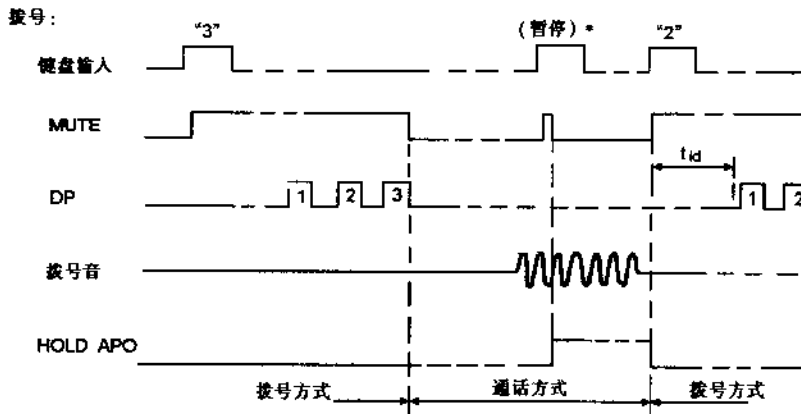 拨号:
"3" (暂停)* "2"
键盘输入
MUTE
t_id
DP 1 2 3 1 2
拨号音
HOLD APO
拨号方式 通话方式 拨号方式